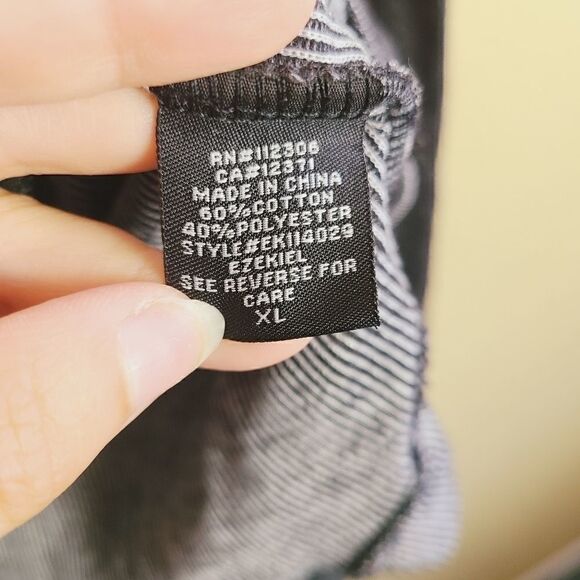 RN#112306
CA#12371
MADE IN CHINA
60%COTTON
40%POLYESTER
STYLE#EK114029
EZEKIEL
SEE REVERSE FOR
CARE
XL